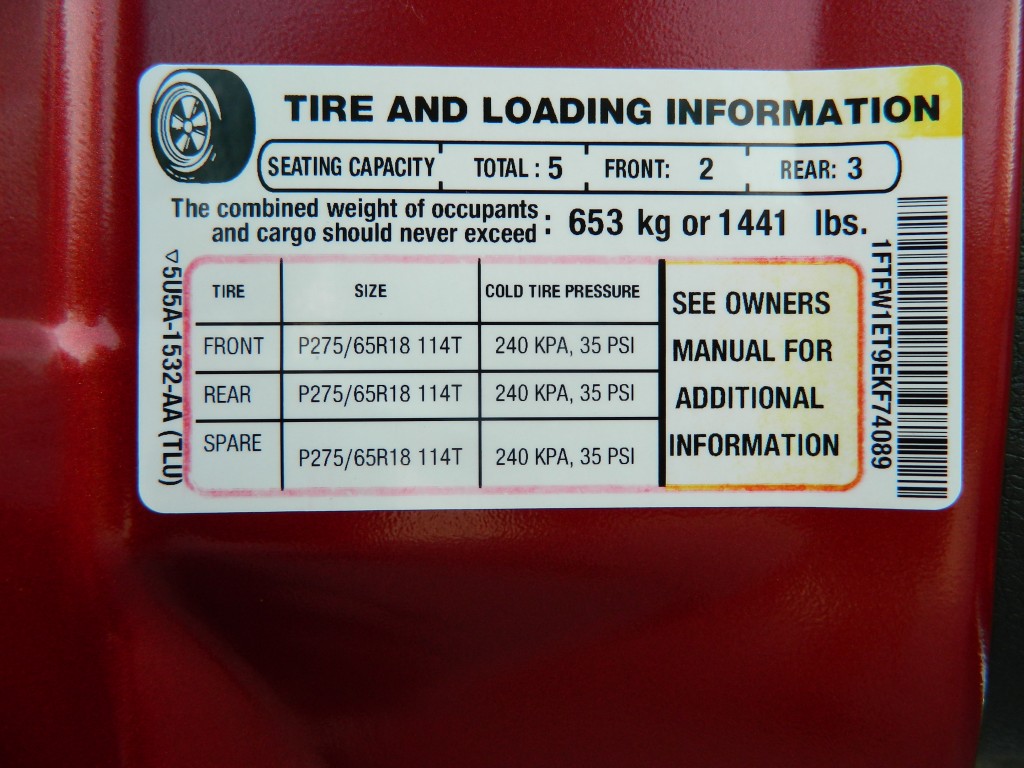 TIRE AND LOADING INFORMATION
SEATING CAPACITY TOTAL : 5 FRONT: 2 REAR: 3
The combined weight of occupants
and cargo should never exceed : 653 kg or 1441 lbs.
TIRE SIZE COLD TIRE PRESSURE
FRONT P275/65R18 114T 240 KPA, 35 PSI
REAR P275/65R18 114T 240 KPA, 35 PSI
SPARE P275/65R18 114T 240 KPA, 35 PSI
SEE OWNERS
MANUAL FOR
ADDITIONAL
INFORMATION
5U5A-1532-AA (TLU)
1FTFW1ET9EKF74089